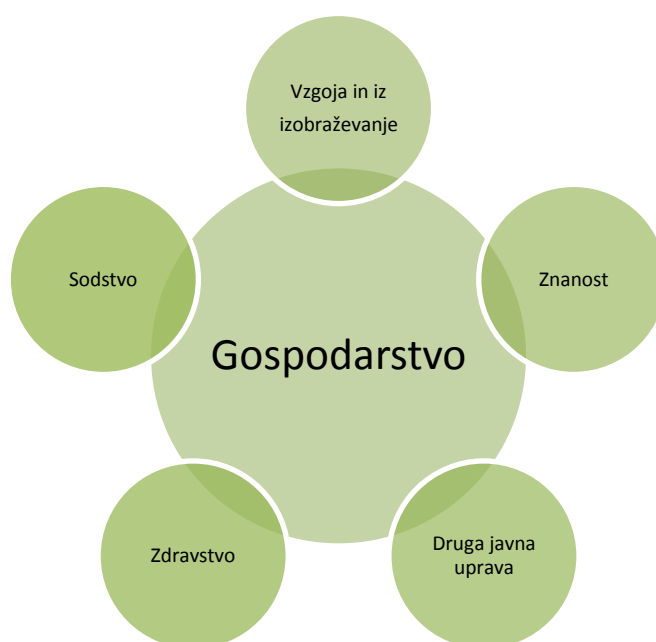 Vzgoja in iz
izobraževanje
Sodstvo
Znanost
Gospodarstvo
Zdravstvo
Druga javna
uprava